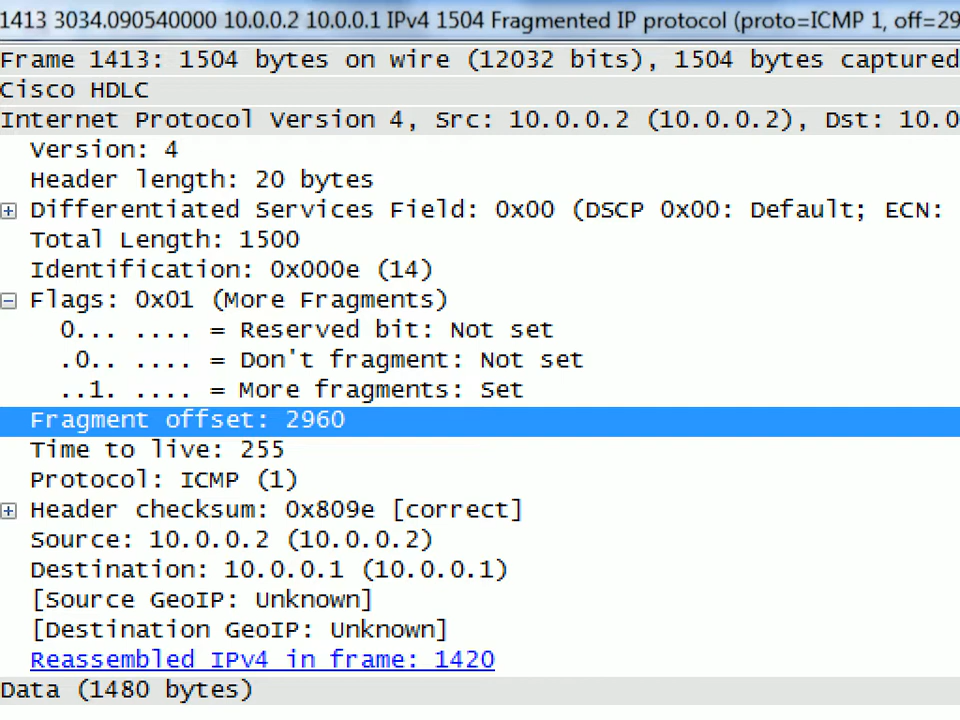 1413 3034.090540000 10.0.0.2 10.0.0.1 IPv4 1504 Fragmented IP protocol (proto=ICMP 1, off=29
Frame 1413: 1504 bytes on wire (12032 bits), 1504 bytes captured
Cisco HDLC
Internet Protocol Version 4, Src: 10.0.0.2 (10.0.0.2), Dst: 10.0
Version: 4
Header length: 20 bytes
Differentiated Services Field: 0x00 (DSCP 0x00: Default; ECN:
Total Length: 1500
Identification: 0x000e (14)
Flags: 0x01 (More Fragments)
0... .... = Reserved bit: Not set
.0.. .... = Don't fragment: Not set
..1. .... = More fragments: Set
Fragment offset: 2960
Time to live: 255
Protocol: ICMP (1)
Header checksum: 0x809e [correct]
Source: 10.0.0.2 (10.0.0.2)
Destination: 10.0.0.1 (10.0.0.1)
[Source GeoIP: Unknown]
[Destination GeoIP: Unknown]
Reassembled IPv4 in frame: 1420
Data (1480 bytes)